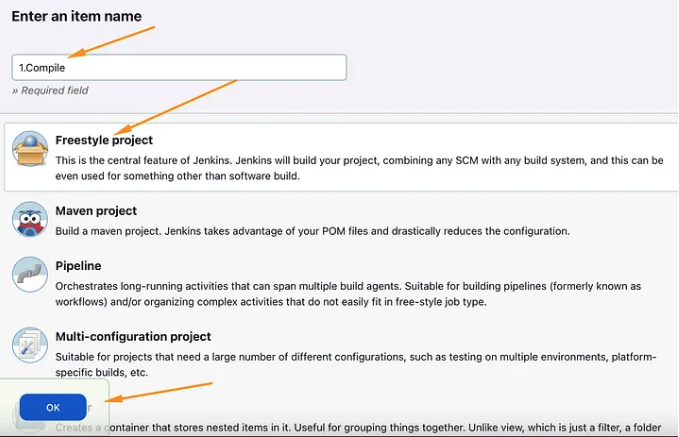 Enter an item name
1.Compile
» Required field
Freestyle project
This is the central feature of Jenkins. Jenkins will build your project, combining any SCM with any build system, and this can be
even used for something other than software build.
Maven project
Build a maven project. Jenkins takes advantage of your POM files and drastically reduces the configuration.
Pipeline
Orchestrates long-running activities that can span multiple build agents. Suitable for building pipelines (formerly known as
workflows) and/or organizing complex activities that do not easily fit in free-style job type.
Multi-configuration project
Suitable for projects that need a large number of different configurations, such as testing on multiple environments, platform-
specific builds, etc.
OK
Creates a container that stores nested items in it. Useful for grouping things together. Unlike view, which is just a filter, a folder